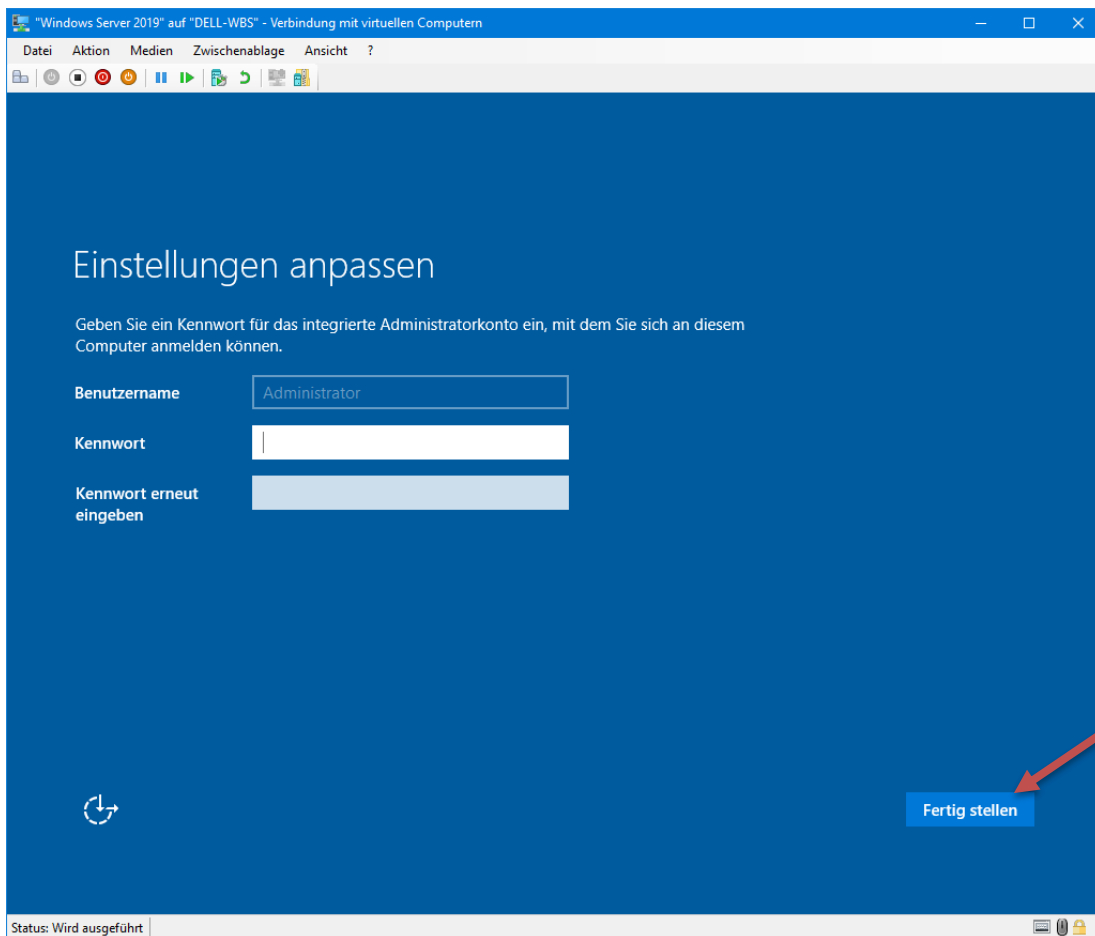 "Windows Server 2019" auf "DELL-WBS" - Verbindung mit virtuellen Computern
Datei Aktion Medien Zwischenablage Ansicht ?
Einstellungen anpassen
Geben Sie ein Kennwort für das integrierte Administratorkonto ein, mit dem Sie sich an diesem
Computer anmelden können.
Benutzername Administrator
Kennwort
Kennwort erneut
eingeben
Fertig stellen
Status: Wird ausgeführt